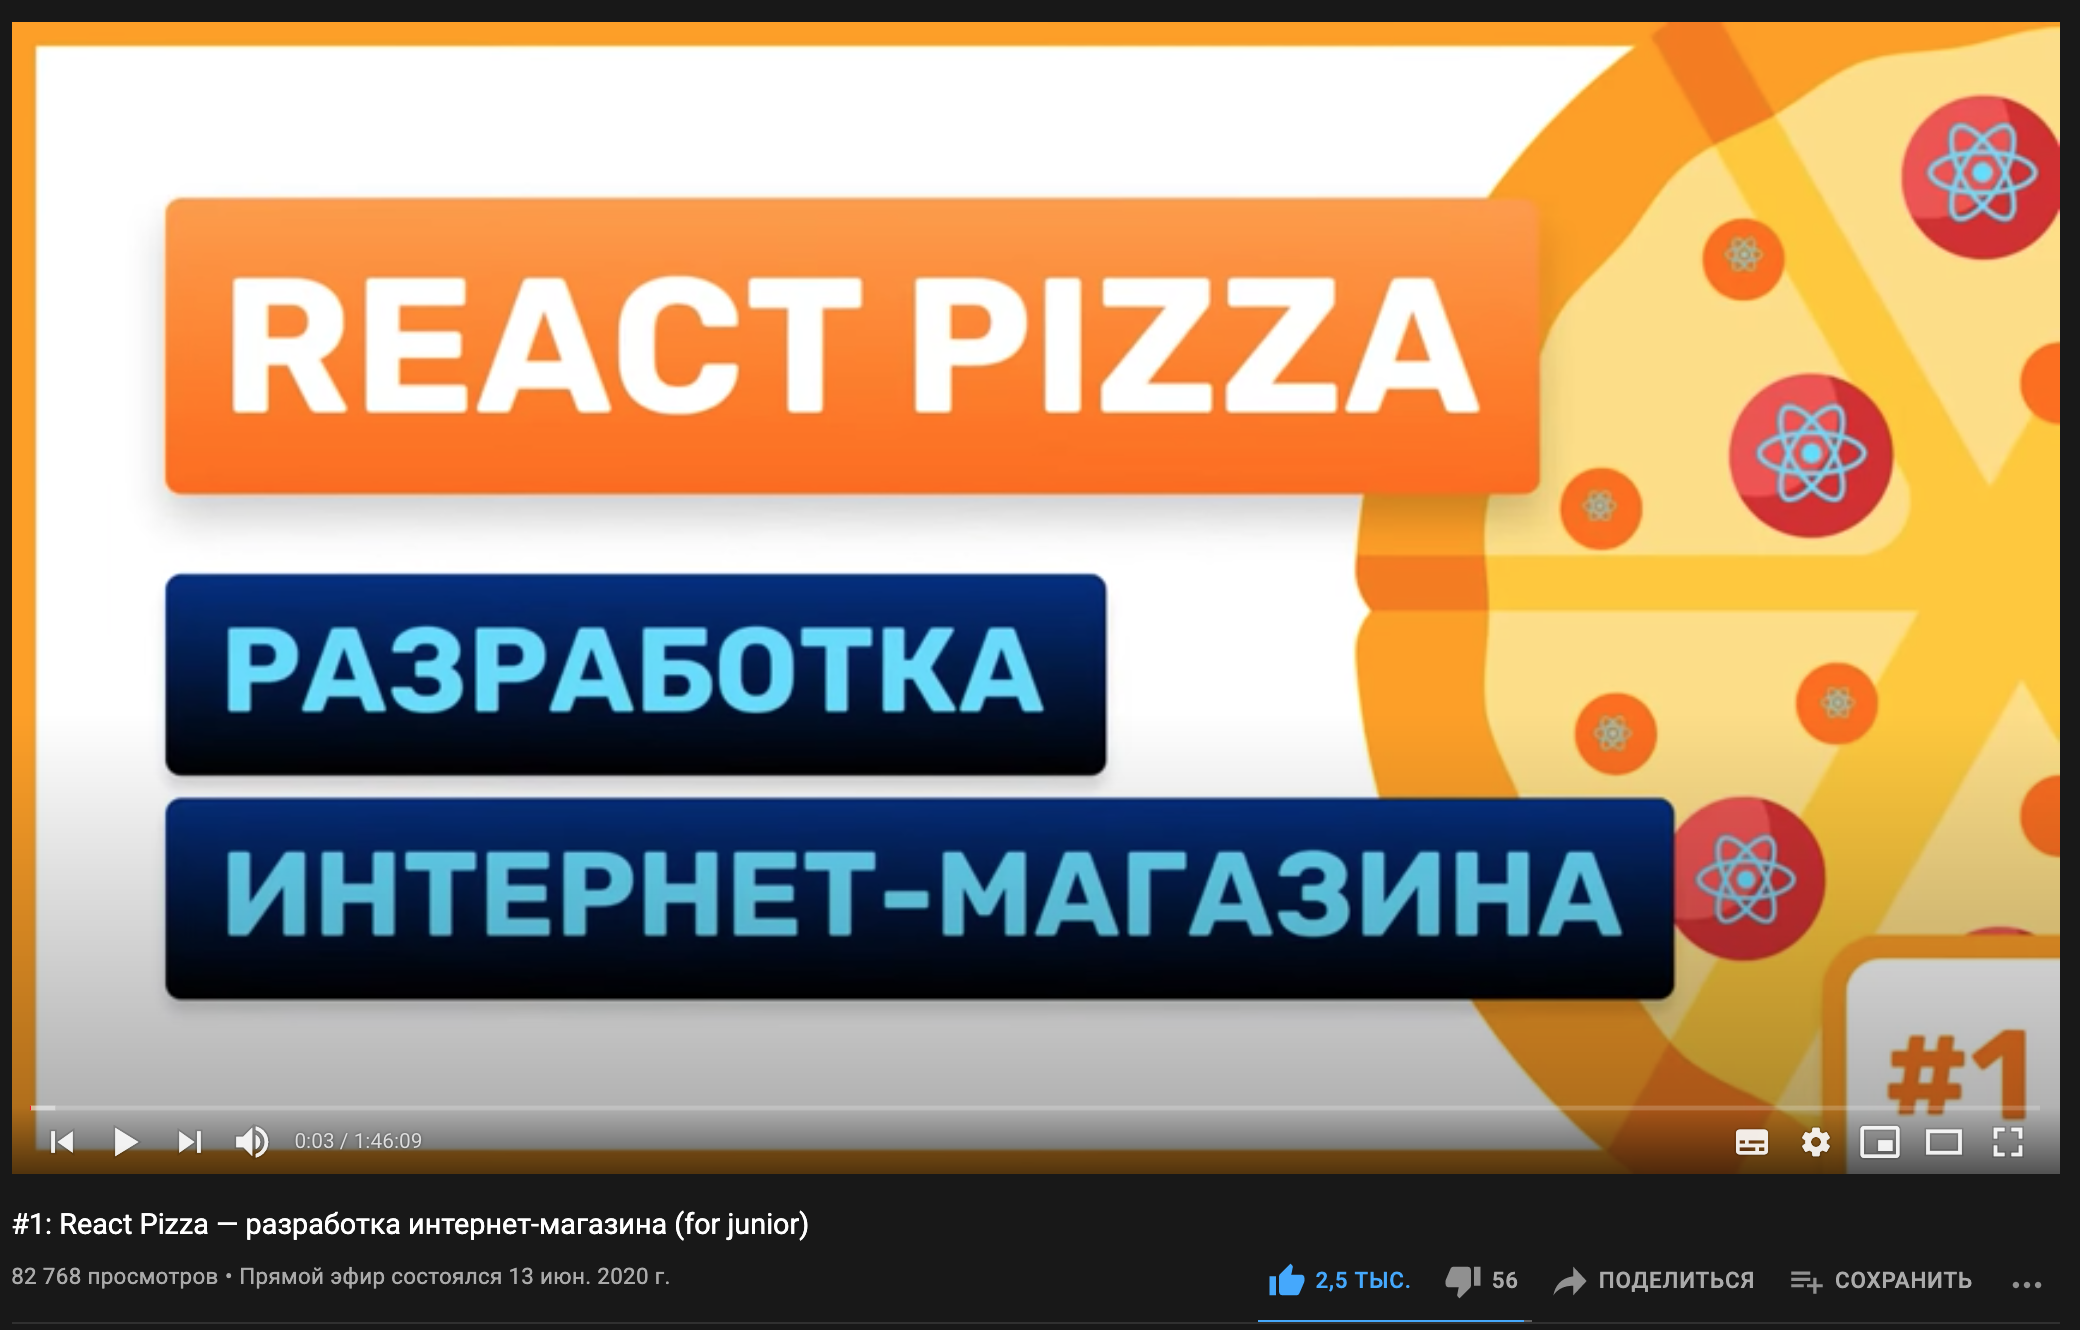 REACT PIZZA
РАЗРАБОТКА
ИНТЕРНЕТ-МАГАЗИНА
#1
0:03 / 1:46:09
#1: React Pizza — разработка интернет-магазина (for junior)
82 768 просмотров • Прямой эфир состоялся 13 июн. 2020 г.
2,5 ТЫС. 56 ПОДЕЛИТЬСЯ СОХРАНИТЬ ...